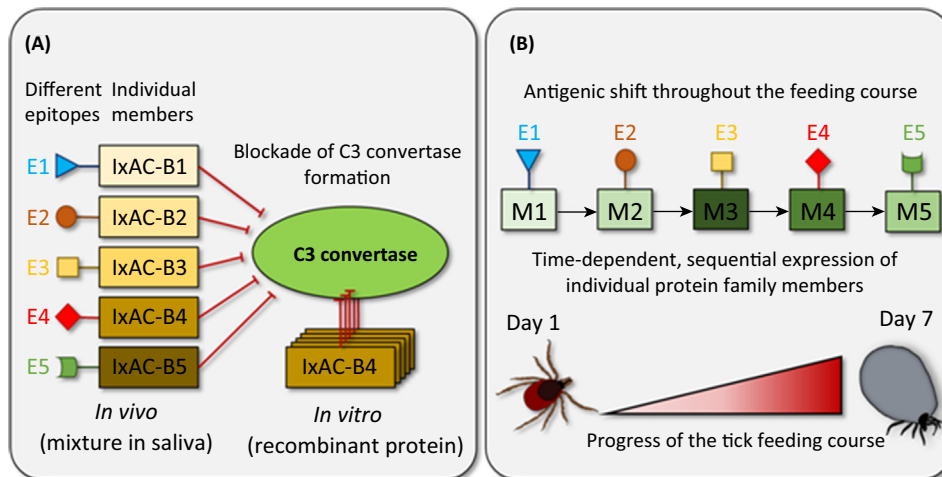 (A)
Different
epitopes
Individual
members
E1
IxAC-B1
E2
IxAC-B2
E3
IxAC-B3
E4
IxAC-B4
E5
IxAC-B5
In vivo
(mixture in saliva)
Blockade of C3 convertase
formation
C3 convertase
IxAC-B4
In vitro
(recombinant protein)
(B)
Antigenic shift throughout the feeding course
E1 E2 E3 E4 E5
M1 M2 M3 M4 M5
Time-dependent, sequential expression of
individual protein family members
Day 1
Day 7
Progress of the tick feeding course